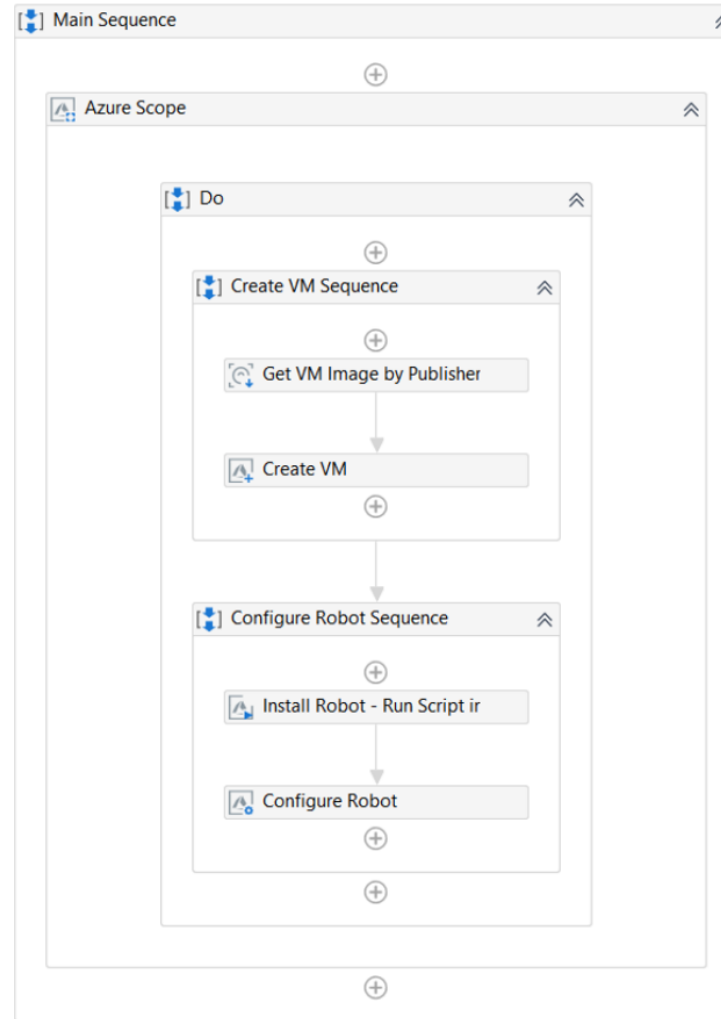 Main Sequence
Azure Scope
Do
Create VM Sequence
Get VM Image by Publisher
Create VM
Configure Robot Sequence
Install Robot - Run Script ir
Configure Robot